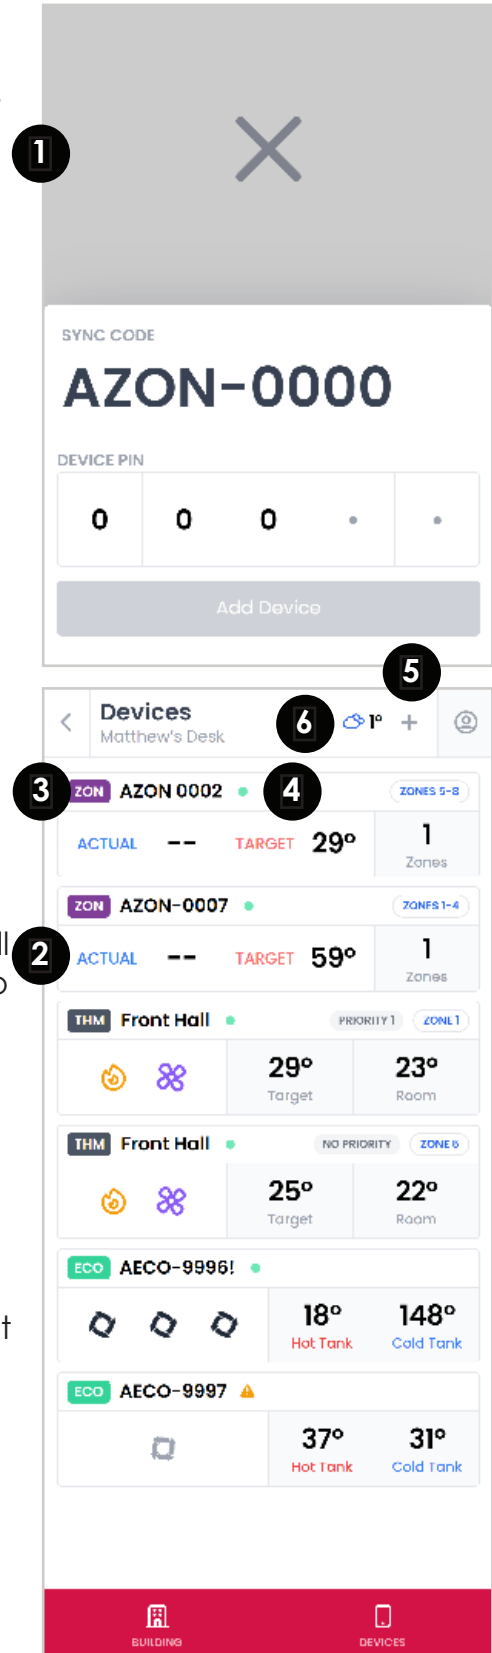 1
SYNC CODE
AZON-0000
DEVICE PIN
0 0 0 • •
Add Device
5
Devices
Matthew's Desk
6
1° +
3
ZON AZON 0002
4
ZONES 5-8
ACTUAL -- TARGET 29°
1
Zones
ZON AZON-0007
ZONES 1-4
ll
2
ACTUAL -- TARGET 59°
1
Zones
THM Front Hall
PRIORITY 1 ZONE 1
29° 23°
Target Room
THM Front Hall
NO PRIORITY ZONE 6
25° 22°
Target Room
ECO AECO-9996!
t
18° 148°
Hot Tank Cold Tank
ECO AECO-9997
37° 31°
Hot Tank Cold Tank
BUILDING DEVICES